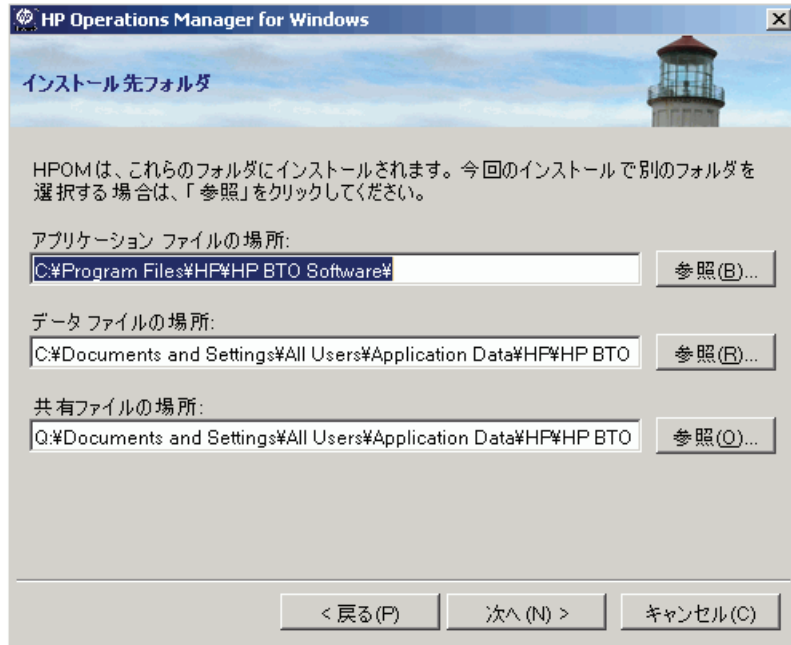 HP Operations Manager for Windows
インストール先フォルダ
HPOMは、これらのフォルダにインストールされます。今回のインストールで別のフォルダを
選択する場合は、「参照」をクリックしてください。
アプリケーション ファイルの場所:
C:¥Program Files¥HP¥HP BTO Software¥
参照(B)...
データ ファイルの場所:
C:¥Documents and Settings¥All Users¥Application Data¥HP¥HP BTO
参照(R)...
共有ファイルの場所:
Q:¥Documents and Settings¥All Users¥Application Data¥HP¥HP BTO
参照(O)...
< 戻る(P)
次へ(N) >
キャンセル(C)